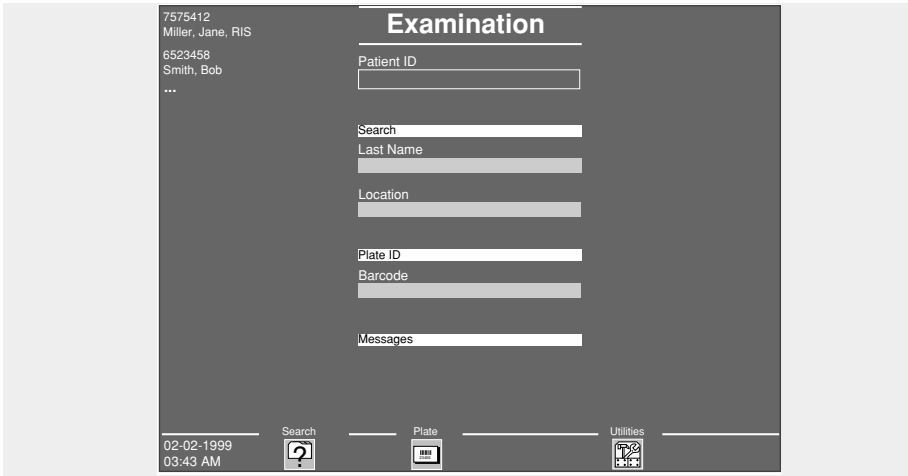 7575412
Miller, Jane, RIS
6523458
Smith, Bob
...
Examination
Patient ID
Search
Last Name
Location
Plate ID
Barcode
Messages
02-02-1999
03:43 AM
Search
?
Plate
Utilities